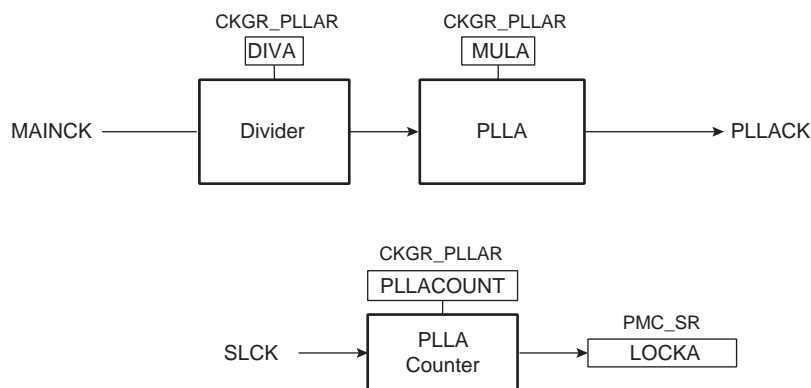 CKGR_PLLAR CKGR_PLLAR
DIVA MULA
MAINCK Divider PLLA PLLACK
CKGR_PLLAR
PLLACOUNT
PMC_SR
SLCK PLLA LOCKA
Counter